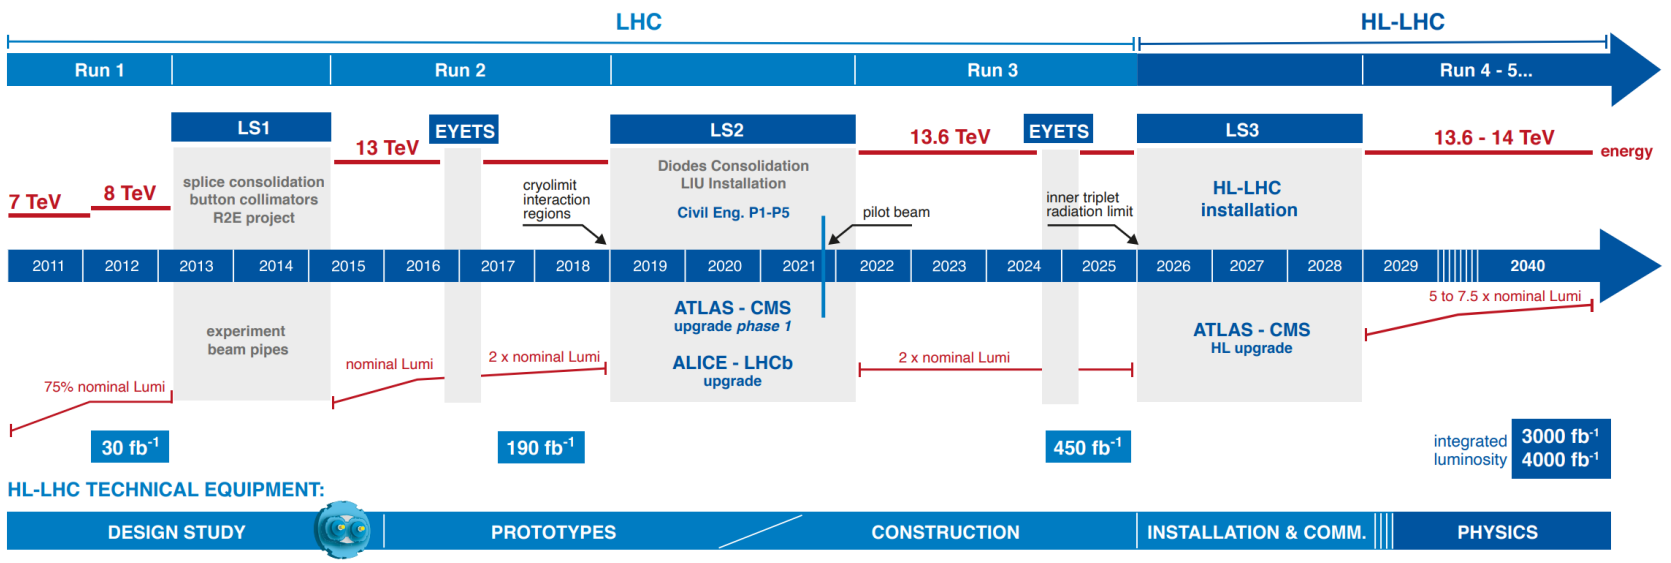 LHC
HL-LHC
Run 1
Run 2
Run 3
Run 4 - 5...
LS1
EYETS
LS2
EYETS
LS3
7 TeV
8 TeV
13 TeV
13.6 TeV
13.6 - 14 TeV
energy
splice consolidation
button collimators
R2E project
cryolimit
interaction
regions
Diodes Consolidation
LIU Installation
Civil Eng. P1-P5
pilot beam
inner triplet
radiation limit
HL-LHC
installation
2011
2012
2013
2014
2015
2016
2017
2018
2019
2020
2021
2022
2023
2024
2025
2026
2027
2028
2029
2040
experiment
beam pipes
ATLAS - CMS
upgrade phase 1
ALICE - LHCb
upgrade
ATLAS - CMS
HL upgrade
75% nominal Lumi
nominal Lumi
2 x nominal Lumi
2 x nominal Lumi
5 to 7.5 x nominal Lumi
30 fb-1
190 fb-1
450 fb-1
integrated
luminosity
3000 fb-1
4000 fb-1
HL-LHC TECHNICAL EQUIPMENT:
DESIGN STUDY
PROTOTYPES
CONSTRUCTION
INSTALLATION & COMM.
PHYSICS